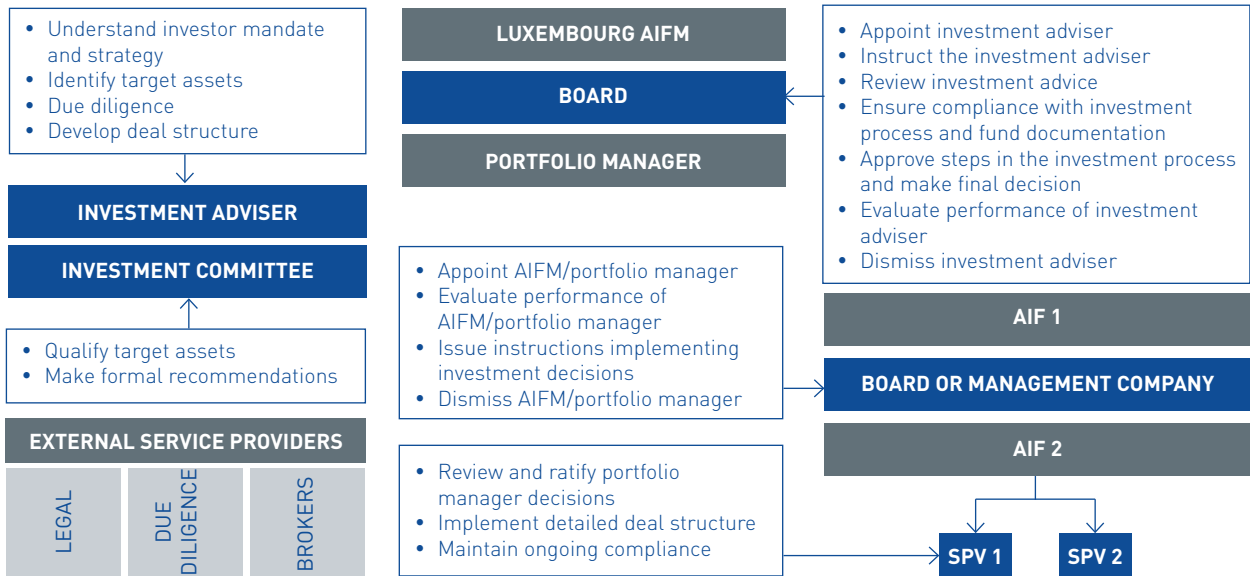 • Understand investor mandate
and strategy
• Identify target assets
• Due diligence
• Develop deal structure
INVESTMENT ADVISER
INVESTMENT COMMITTEE
• Qualify target assets
• Make formal recommendations
EXTERNAL SERVICE PROVIDERS
LEGAL
DUE
DILIGENCE
BROKERS
LUXEMBOURG AIFM
BOARD
PORTFOLIO MANAGER
• Appoint AIFM/portfolio manager
• Evaluate performance of
AIFM/portfolio manager
• Issue instructions implementing
investment decisions
• Dismiss AIFM/portfolio manager
• Review and ratify portfolio
manager decisions
• Implement detailed deal structure
• Maintain ongoing compliance
• Appoint investment adviser
• Instruct the investment adviser
• Review investment advice
• Ensure compliance with investment
process and fund documentation
• Approve steps in the investment process
and make final decision
• Evaluate performance of investment
adviser
• Dismiss investment adviser
AIF 1
BOARD OR MANAGEMENT COMPANY
AIF 2
SPV 1
SPV 2